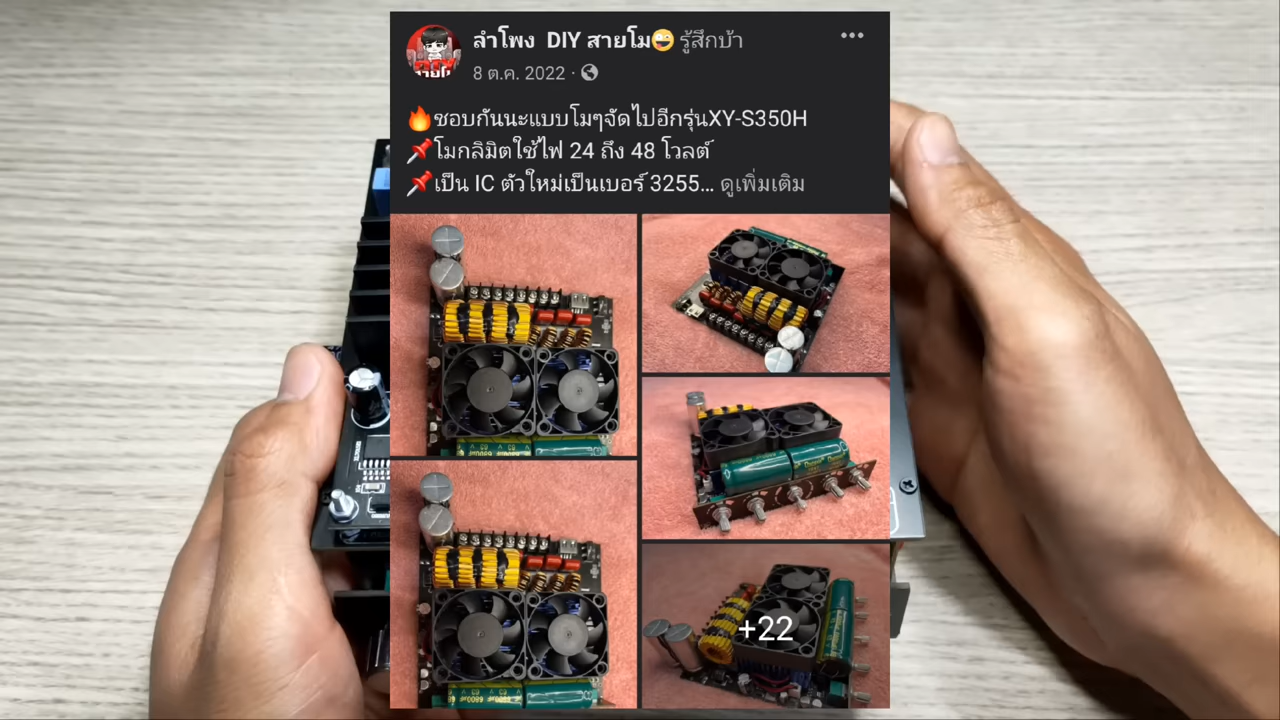 ลำโพง DIY สายโม🤪 รู้สึกบ้า
8 ต.ค. 2022 ·
🔥ชอบกันนะแบบโมๆจัดไปอีกรุ่นXY-S350H
📌โมกลิมิตใช้ไฟ 24 ถึง 48 โวลต์
📌เป็น IC ตัวใหม่เป็นเบอร์ 3255... ดูเพิ่มเติม
+22